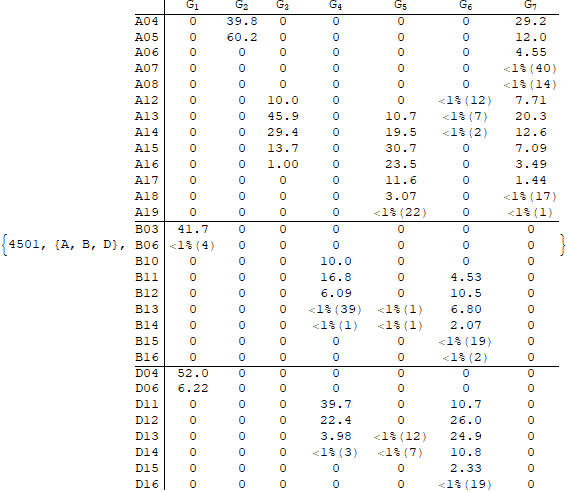 G1 G2 G3 G4 G5 G6 G7
A04 0 39.8 0 0 0 0 29.2
A05 0 60.2 0 0 0 0 12.0
A06 0 0 0 0 0 0 4.55
A07 0 0 0 0 0 0 <1%(40)
A08 0 0 0 0 0 0 <1%(14)
A12 0 0 10.0 0 0 <1%(12) 7.71
A13 0 0 45.9 0 10.7 <1%(7) 20.3
A14 0 0 29.4 0 19.5 <1%(2) 12.6
A15 0 0 13.7 0 30.7 0 7.09
A16 0 0 1.00 0 23.5 0 3.49
A17 0 0 0 0 11.6 0 1.44
A18 0 0 0 0 3.07 0 <1%(17)
A19 0 0 0 0 <1%(22) 0 <1%(1)
B03 41.7 0 0 0 0 0 0
{4501, {A, B, D}, B06 <1%(4) 0 0 0 0 0 0 }
B10 0 0 0 10.0 0 0 0
B11 0 0 0 16.8 0 4.53 0
B12 0 0 0 6.09 0 10.5 0
B13 0 0 0 <1%(39) <1%(1) 6.80 0
B14 0 0 0 <1%(1) <1%(1) 2.07 0
B15 0 0 0 0 0 <1%(19) 0
B16 0 0 0 0 0 <1%(2) 0
D04 52.0 0 0 0 0 0 0
D06 6.22 0 0 0 0 0 0
D11 0 0 0 39.7 0 10.7 0
D12 0 0 0 22.4 0 26.0 0
D13 0 0 0 3.98 <1%(12) 24.9 0
D14 0 0 0 <1%(3) <1%(7) 10.8 0
D15 0 0 0 0 0 2.33 0
D16 0 0 0 0 0 <1%(19) 0